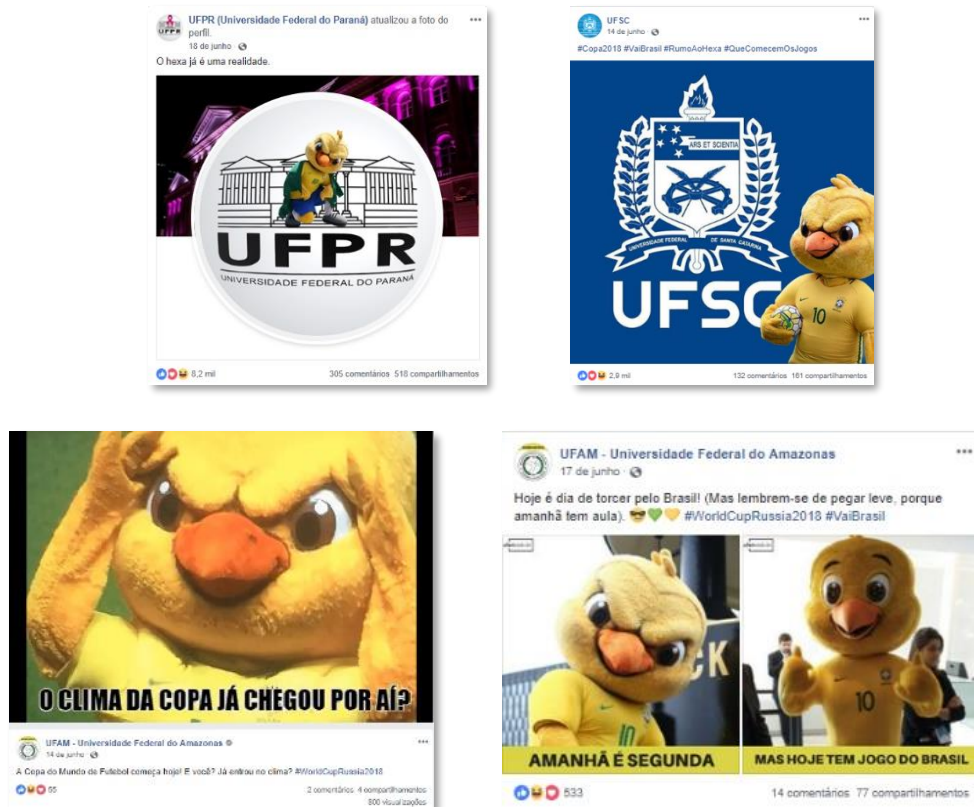 UFPR (Universidade Federal do Paraná) atualizou a foto do
perfil.
18 de junho
O hexa já é uma realidade.
UFPR
UNIVERSIDADE FEDERAL DO PARANÁ
8,2 mil
305 comentários 518 compartilhamentos
UFSC
14 de junho
#Copa2018 #VaiBrasil #RumoAoHexa #QueComecemOsJogos
ARS ET SCIENTIA
UNIVERSIDADE FEDERAL DE SANTA CATARINA
UFSC
10
2,9 mil
132 comentários 161 compartilhamentos
O CLIMA DA COPA JÁ CHEGOU POR AÍ?
UFAM - Universidade Federal do Amazonas
14 de junho
A Copa do Mundo de Futebol começa hoje! E você? Já entrou no clima? #WorldCupRussia2018
55
2 comentários 4 compartilhamentos
800 visualizações
UFAM - Universidade Federal do Amazonas
17 de junho
Hoje é dia de torcer pelo Brasil! (Mas lembrem-se de pegar leve, porque
amanhã tem aula). #WorldCupRussia2018 #VaiBrasil
CK
10
10
AMANHÃ É SEGUNDA
MAS HOJE TEM JOGO DO BRASIL
533
14 comentários 77 compartilhamentos